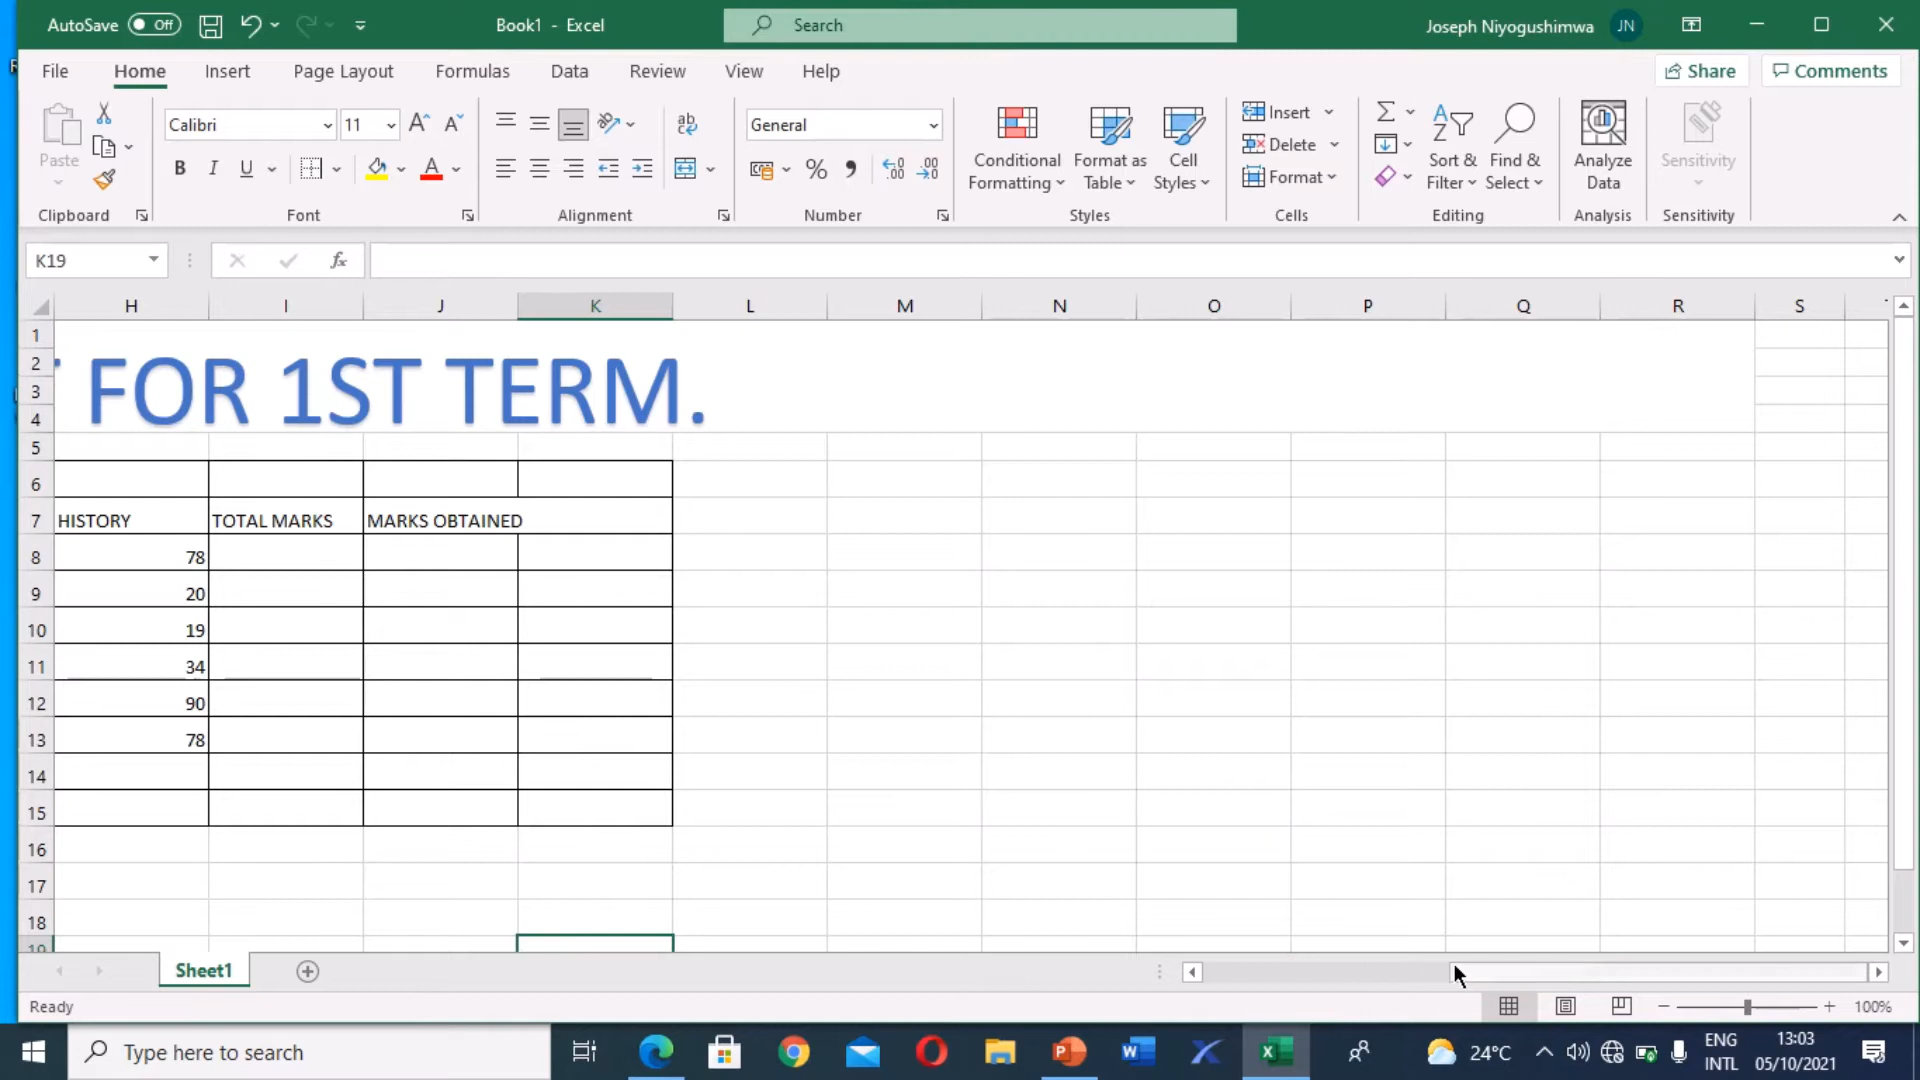 AutoSave Off Book1 - Excel Search Joseph Niyogushimwa JN
File Home Insert Page Layout Formulas Data Review View Help Share Comments
Paste
Clipboard
Calibri 11
B I U A
Font
ab
Alignment
General
% , .00
Number
Conditional Formatting
Format as Table
Cell Styles
Styles
Insert
Delete
Format
Cells
Sort & Filter
Find & Select
Editing
Analyze Data
Analysis
Sensitivity
Sensitivity
K19 fx
H I J K L M N O P Q R S
1
2
3
4
FOR 1ST TERM.
5
6
7 HISTORY TOTAL MARKS MARKS OBTAINED
8 78
9 20
10 19
11 34
12 90
13 78
14
15
16
17
18
19
Sheet1
Ready 100%
Type here to search 24°C ENG INTL 13:03 05/10/2021